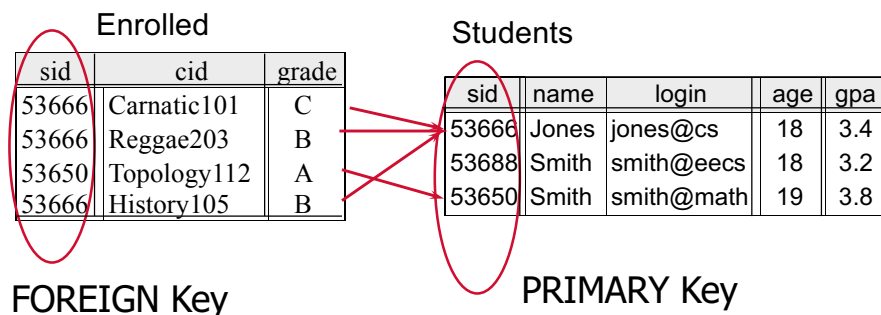 Enrolled
sid cid grade
53666 Carnatic101 C
53666 Reggae203 B
53650 Topology112 A
53666 History105 B
FOREIGN Key
Students
sid name login age gpa
53666 Jones jones@cs 18 3.4
53688 Smith smith@eecs 18 3.2
53650 Smith smith@math 19 3.8
PRIMARY Key